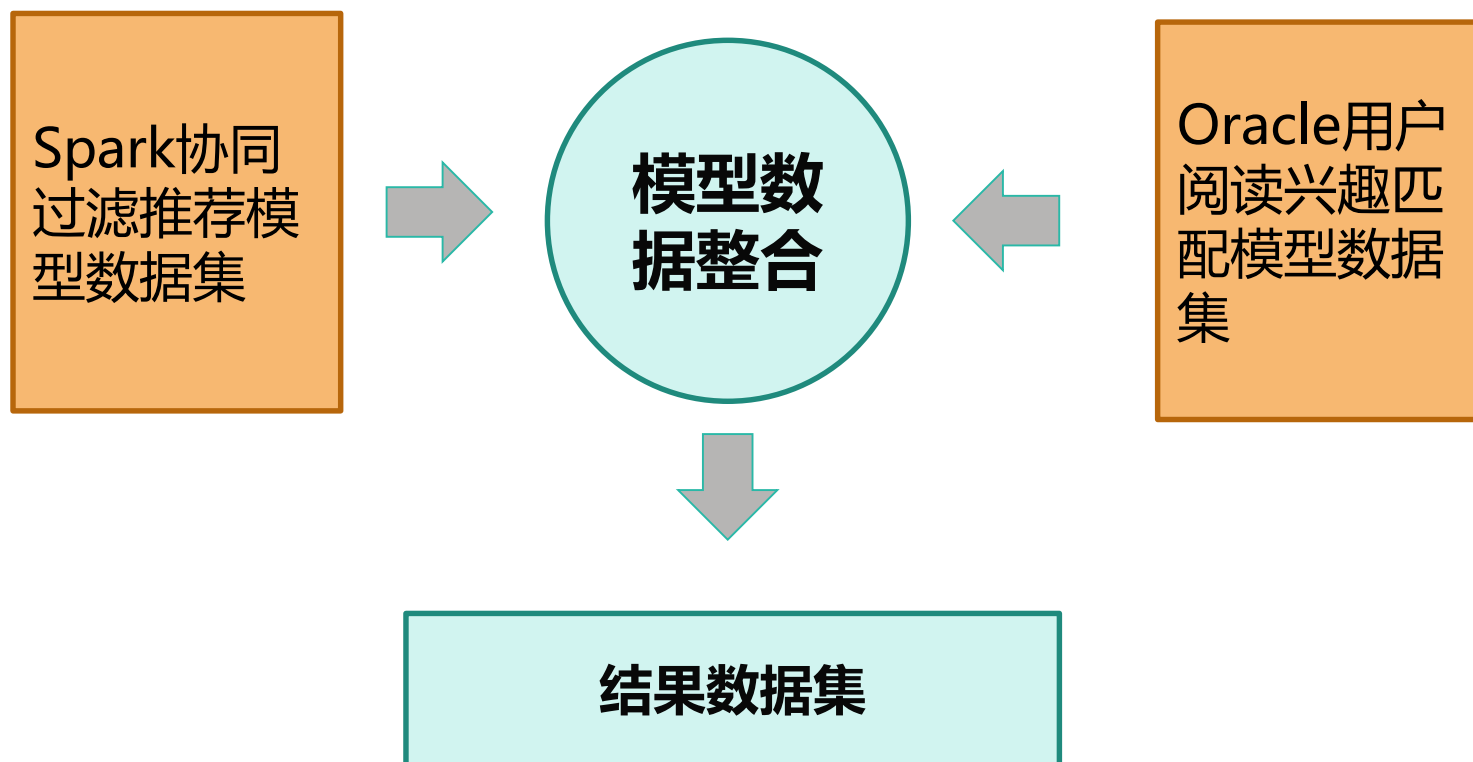 Spark协同
过滤推荐模
型数据集
模型数
据整合
Oracle用户
阅读兴趣匹
配模型数据
集
结果数据集